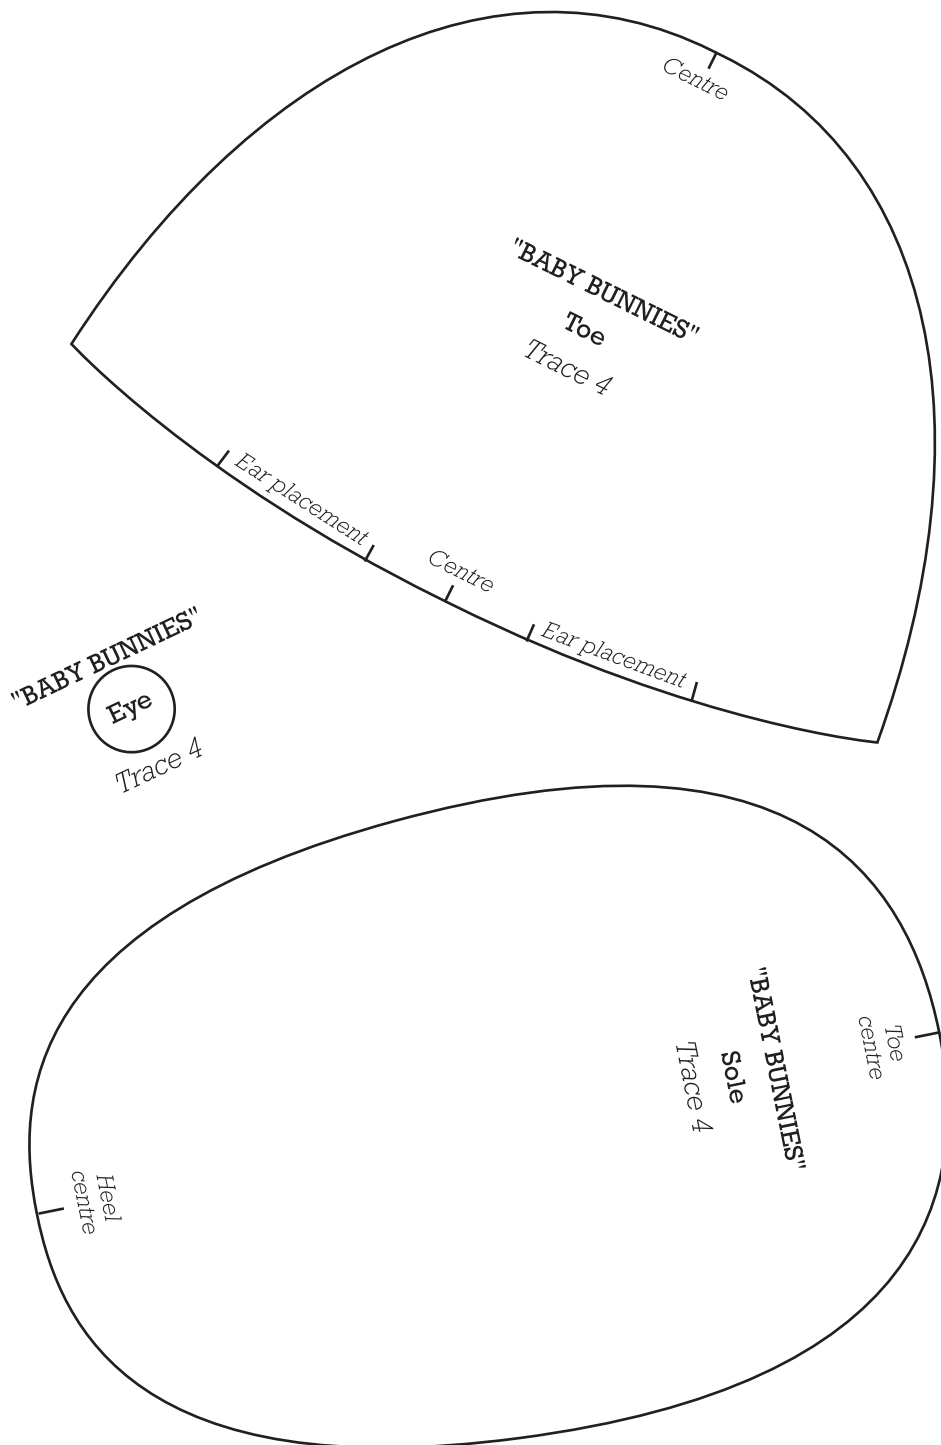 Centre
"BABY BUNNIES"
Toe
Trace 4
Ear placement
Centre
Ear placement
"BABY BUNNIES"
Eye
Trace 4
"BABY BUNNIES"
Sole
Trace 4
Toe
centre
Heel
centre